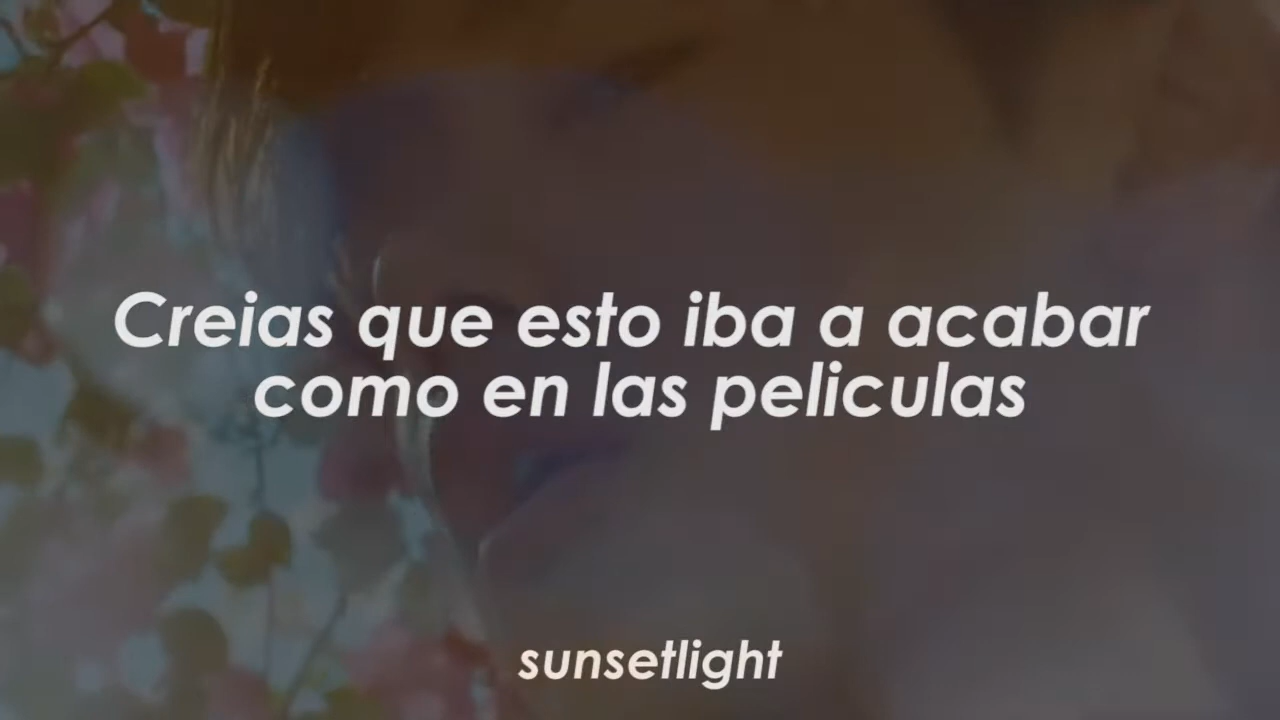 Creias que esto iba a acabar
como en las peliculas
sunsetlight